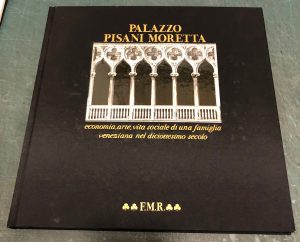 PALAZZO
PISANI MORETTA
economia, arte, vita sociale di una famiglia
veneziana nel diciottesimo secolo
F.M.R.